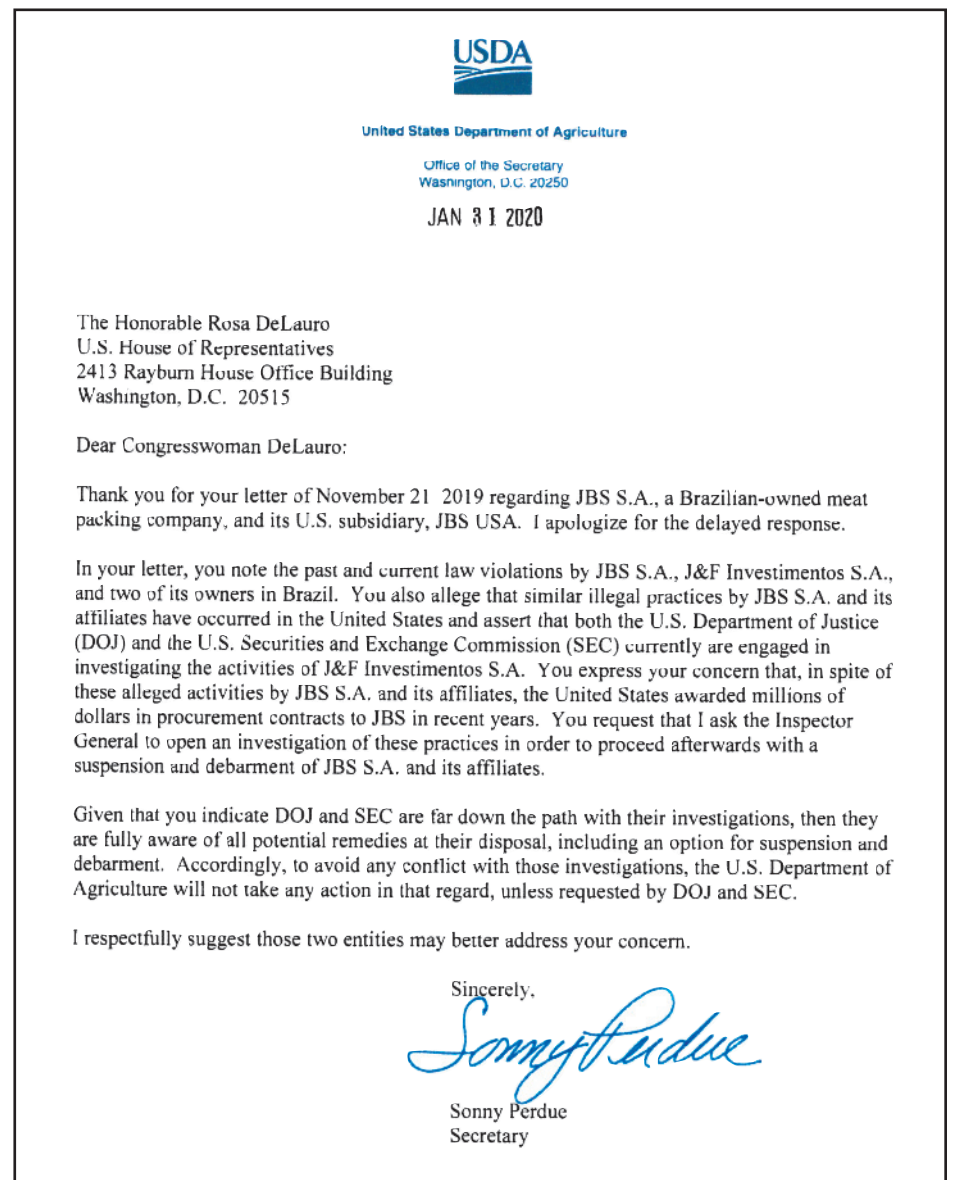 USDA
United States Department of Agriculture
Office of the Secretary
Washington, D.C. 20250
JAN 31 2020
The Honorable Rosa DeLauro
U.S. House of Representatives
2413 Rayburn House Office Building
Washington, D.C. 20515
Dear Congresswoman DeLauro:
Thank you for your letter of November 21 2019 regarding JBS S.A., a Brazilian-owned meat
packing company, and its U.S. subsidiary, JBS USA. I apologize for the delayed response.
In your letter, you note the past and current law violations by JBS S.A., J&F Investimentos S.A.,
and two of its owners in Brazil. You also allege that similar illegal practices by JBS S.A. and its
affiliates have occurred in the United States and assert that both the U.S. Department of Justice
(DOJ) and the U.S. Securities and Exchange Commission (SEC) currently are engaged in
investigating the activities of J&F Investimentos S.A. You express your concern that, in spite of
these alleged activities by JBS S.A. and its affiliates, the United States awarded millions of
dollars in procurement contracts to JBS in recent years. You request that I ask the Inspector
General to open an investigation of these practices in order to proceed afterwards with a
suspension and debarment of JBS S.A. and its affiliates.
Given that you indicate DOJ and SEC are far down the path with their investigations, then they
are fully aware of all potential remedies at their disposal, including an option for suspension and
debarment. Accordingly, to avoid any conflict with those investigations, the U.S. Department of
Agriculture will not take any action in that regard, unless requested by DOJ and SEC.
I respectfully suggest those two entities may better address your concern.
Sincerely,
Sonny Perdue
Sonny Perdue
Secretary